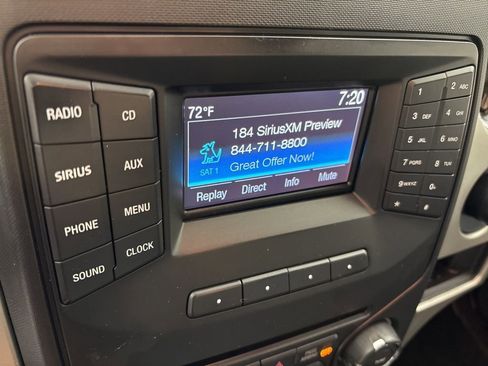 72°F 7:20
184 SiriusXM Preview
844-711-8800
SAT 1 Great Offer Now!
Replay Direct Info Mute
RADIO CD
SIRIUS AUX
PHONE MENU
SOUND CLOCK
1 2 ABC
3 DEF 4 GHI
5 JKL 6 MNO
7 PQRS 8 TUV
9 WXYZ 0
* #